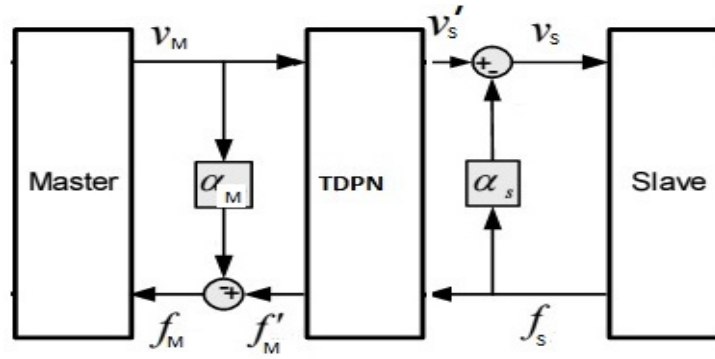 v_M v_S' v_S
+ -
Master α_M TDPN α_s Slave
- +
f_M f_M' f_S